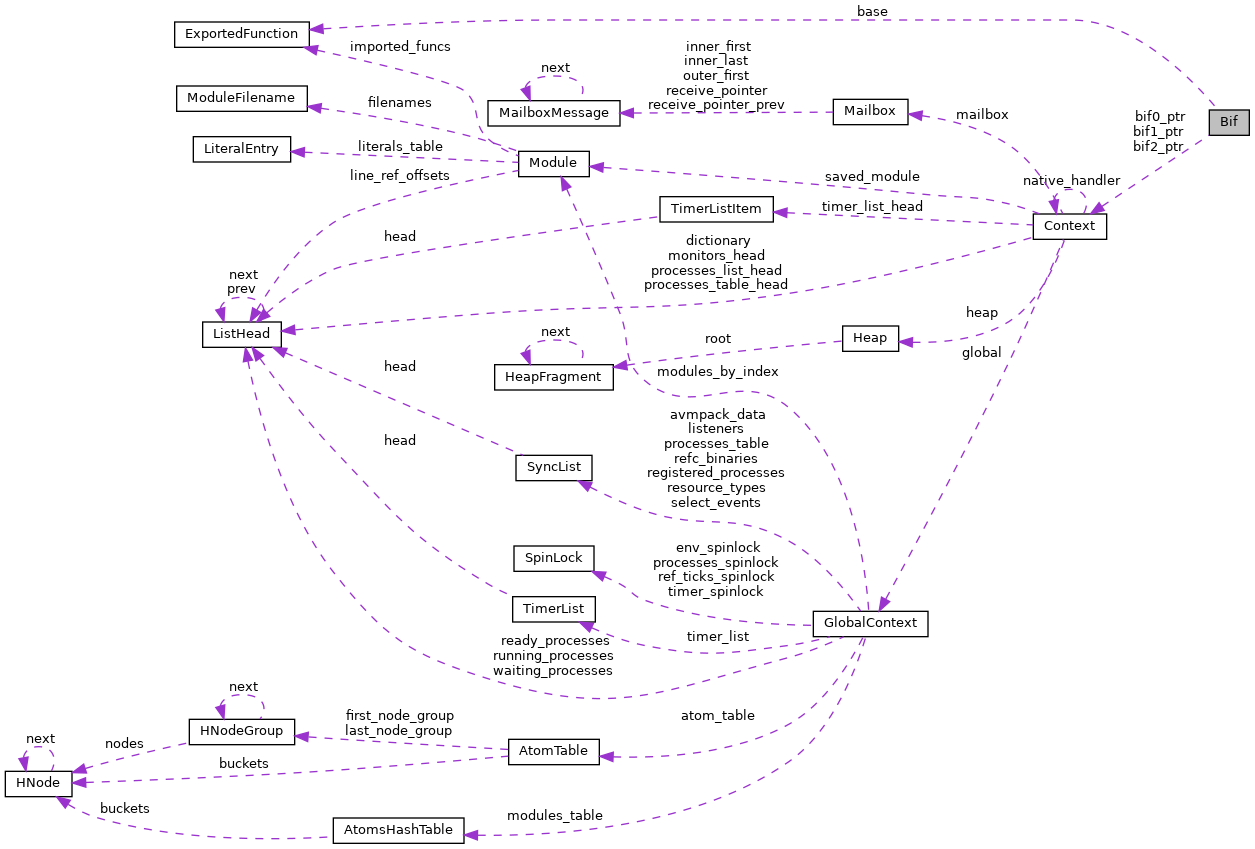 base
ExportedFunction
imported_funcs
inner_first
inner_last
outer_first
receive_pointer
receive_pointer_prev
next
ModuleFilename
filenames
MailboxMessage
Mailbox
mailbox
bif0_ptr
bif1_ptr
bif2_ptr
Bif
LiteralEntry
literals_table
Module
line_ref_offsets
saved_module
native_handler
TimerListItem
timer_list_head
Context
head
dictionary
monitors_head
processes_list_head
processes_table_head
next
prev
ListHead
heap
next
root
Heap
global
head
HeapFragment
modules_by_index
avmpack_data
listeners
processes_table
refc_binaries
registered_processes
resource_types
select_events
head
SyncList
SpinLock
env_spinlock
processes_spinlock
ref_ticks_spinlock
timer_spinlock
TimerList
GlobalContext
timer_list
ready_processes
running_processes
waiting_processes
next
HNodeGroup
first_node_group
last_node_group
atom_table
next
nodes
AtomTable
buckets
HNode
buckets
AtomsHashTable
modules_table